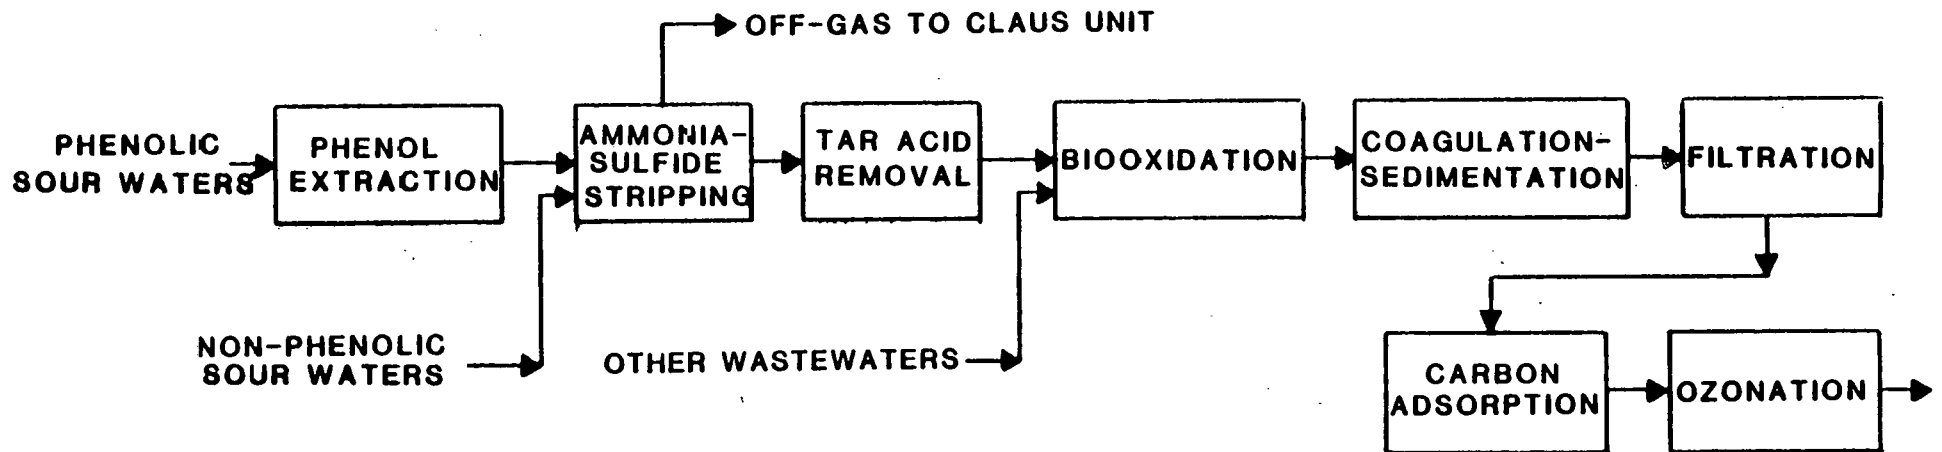 OFF-GAS TO CLAUS UNIT
PHENOLIC
SOUR WATERS
PHENOL
EXTRACTION
AMMONIA-
SULFIDE
STRIPPING
TAR ACID
REMOVAL
BIOOXIDATION
COAGULATION-
SEDIMENTATION
FILTRATION
NON-PHENOLIC
SOUR WATERS
OTHER WASTEWATERS
CARBON
ADSORPTION
OZONATION